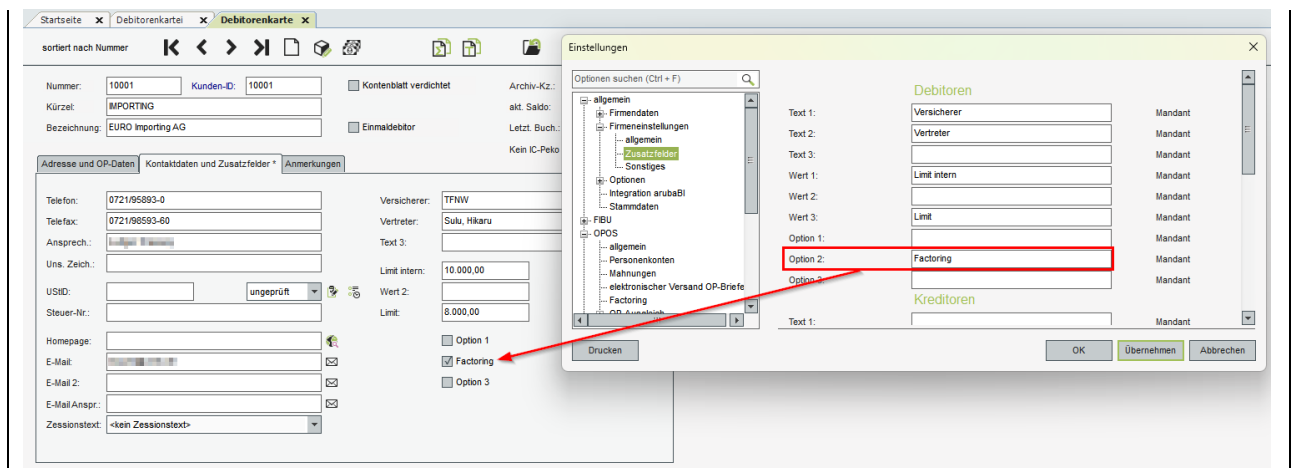 Startseite x Debitorenkartei x Debitorenkarte x
sortiert nach Nummer
Nummer: 10001 Kunden-ID: 10001 Kontenblatt verdichtet Archiv-Kz.:
Kürzel: IMPORTING akt. Saldo:
Bezeichnung: EURO Importing AG Einmaldebitor Letzt. Buch.:
Kein IC-Peko
Adresse und OP-Daten Kontaktdaten und Zusatzfelder * Anmerkungen
Telefon: 0721/95893-0 Versicherer: TFNW
Telefax: 0721/98593-60 Vertreter: Sulu, Hikaru
Ansprech.: Text 3:
Uns. Zeich.:
Limit intern: 10.000,00
UStID: ungeprüft Wert 2:
Steuer-Nr.: Limit: 8.000,00
Homepage: Option 1
E-Mail: Factoring
E-Mail 2: Option 3
E-Mail Anspr.:
Zessionstext: <kein Zessionstext>
Einstellungen
Optionen suchen (Ctrl + F)
allgemein
Firmendaten
Firmeneinstellungen
allgemein
Zusatzfelder
Sonstiges
Optionen
Integration arubaBI
Stammdaten
FIBU
OPOS
allgemein
Personenkonten
Mahnungen
elektronischer Versand OP-Briefe
Factoring
OP-Ausgleich
Debitoren
Text 1: Versicherer Mandant
Text 2: Vertreter Mandant
Text 3: Mandant
Wert 1: Limit intern Mandant
Wert 2: Mandant
Wert 3: Limit Mandant
Option 1: Mandant
Option 2: Factoring Mandant
Option 3: Mandant
Kreditoren
Text 1: Mandant
Drucken OK Übernehmen Abbrechen